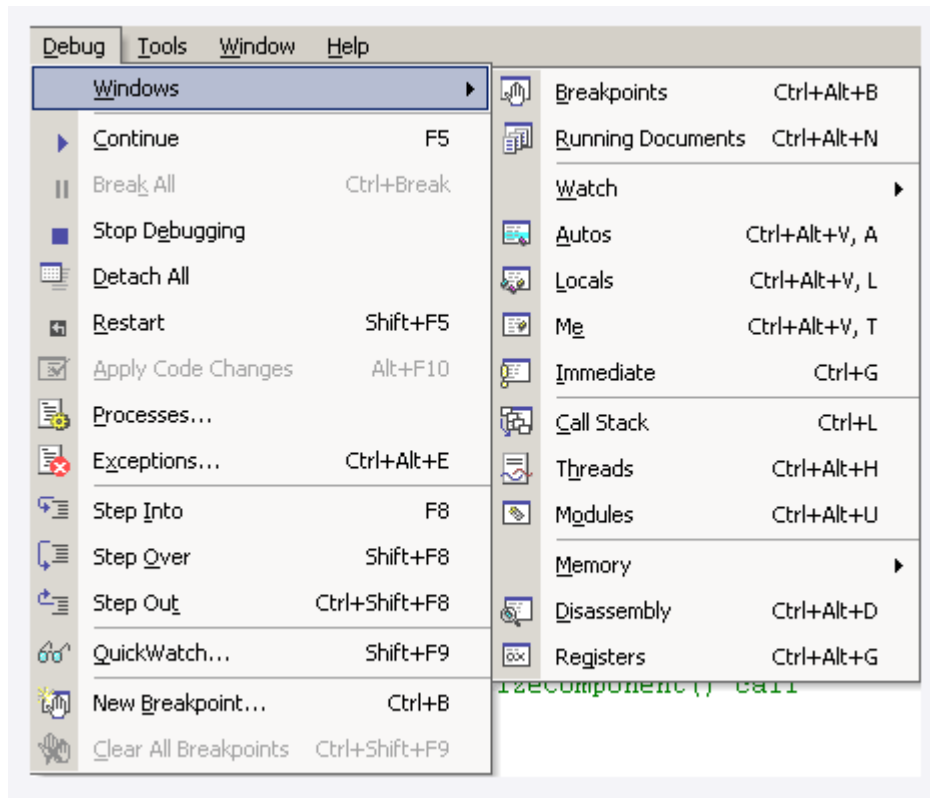 Debug Tools Window Help
Windows
Continue F5
Break All Ctrl+Break
Stop Debugging
Detach All
Restart Shift+F5
Apply Code Changes Alt+F10
Processes...
Exceptions... Ctrl+Alt+E
Step Into F8
Step Over Shift+F8
Step Out Ctrl+Shift+F8
QuickWatch... Shift+F9
New Breakpoint... Ctrl+B
Clear All Breakpoints Ctrl+Shift+F9
Breakpoints Ctrl+Alt+B
Running Documents Ctrl+Alt+N
Watch
Autos Ctrl+Alt+V, A
Locals Ctrl+Alt+V, L
Me Ctrl+Alt+V, T
Immediate Ctrl+G
Call Stack Ctrl+L
Threads Ctrl+Alt+H
Modules Ctrl+Alt+U
Memory
Disassembly Ctrl+Alt+D
Registers Ctrl+Alt+G
izeComponent() call